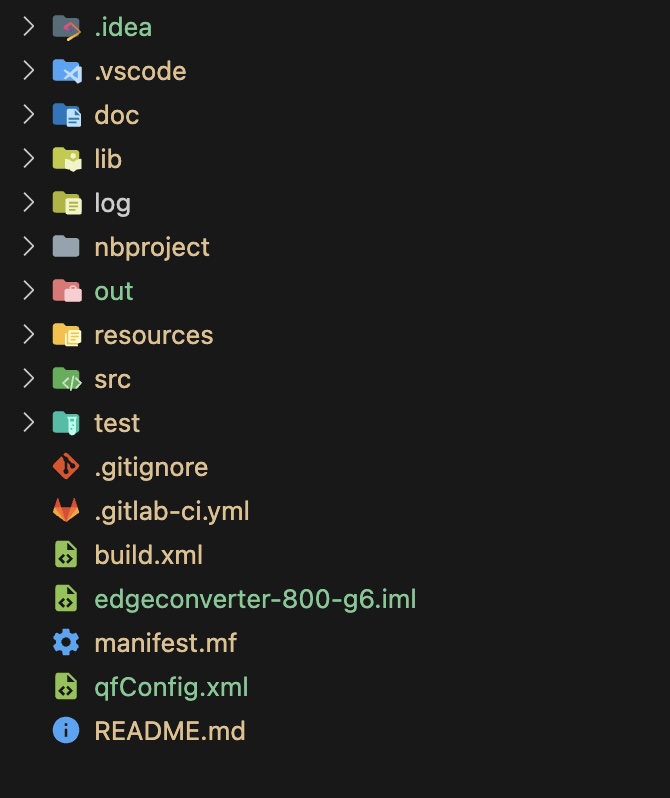 .idea
.vscode
doc
lib
log
nbproject
out
resources
src
test
.gitignore
.gitlab-ci.yml
build.xml
edgeconverter-800-g6.iml
manifest.mf
qfConfig.xml
README.md